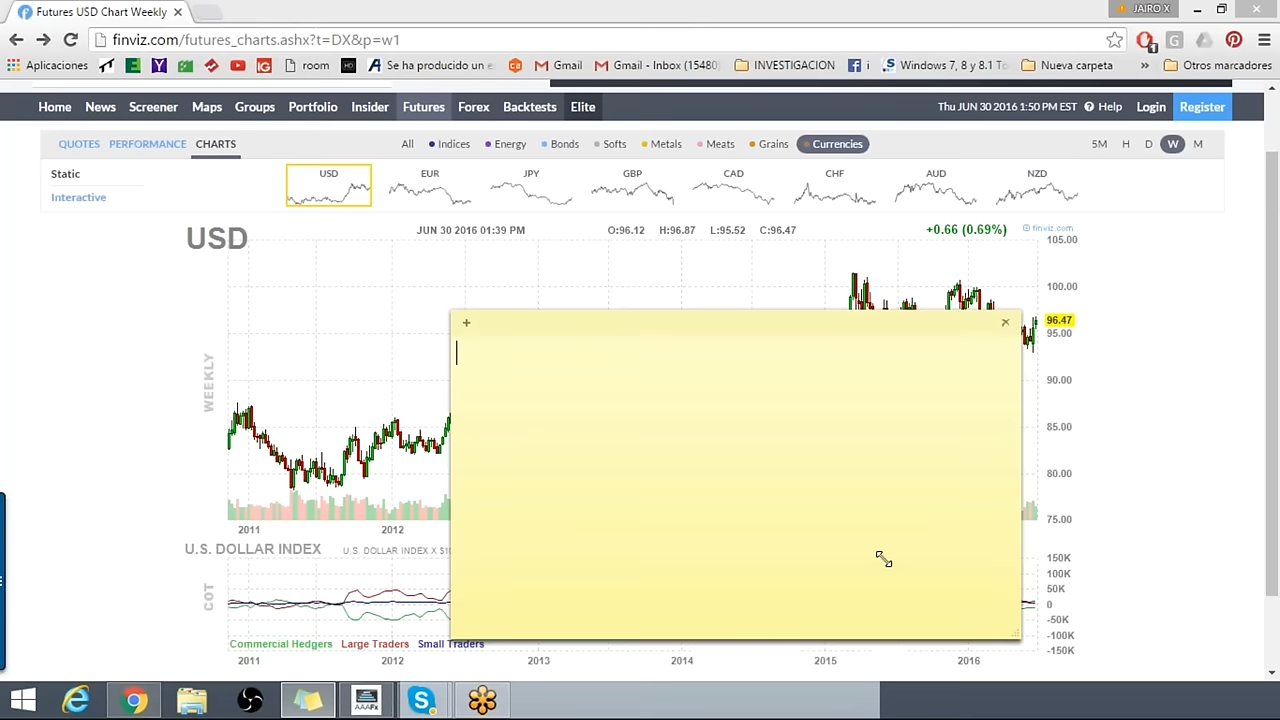 Futures USD Chart Weekly
JAIRO X
finviz.com/futures_charts.ashx?t=DX&p=w1
Aplicaciones
room
Se ha producido un e
Gmail
Gmail - Inbox (15480
INVESTIGACION
i
Windows 7, 8 y 8.1 To
Nueva carpeta
»
Otros marcadores
Home News Screener Maps Groups Portfolio Insider Futures Forex Backtests Elite
Thu JUN 30 2016 1:50 PM EST Help Login Register
QUOTES PERFORMANCE CHARTS
All Indices Energy Bonds Softs Metals Meats Grains Currencies
5M H D W M
Static
Interactive
USD EUR JPY GBP CAD CHF AUD NZD
USD
JUN 30 2016 01:39 PM O:96.12 H:96.87 L:95.52 C:96.47
+0.66 (0.69%)
© finviz.com
105.00
100.00
96.47
95.00
90.00
85.00
80.00
75.00
WEEKLY
2011 2012
U.S. DOLLAR INDEX U.S. DOLLAR INDEX X $10
150K
100K
50K
0
-50K
-100K
-150K
COT
Commercial Hedgers Large Traders Small Traders
2011 2012 2013 2014 2015 2016
AAAFx